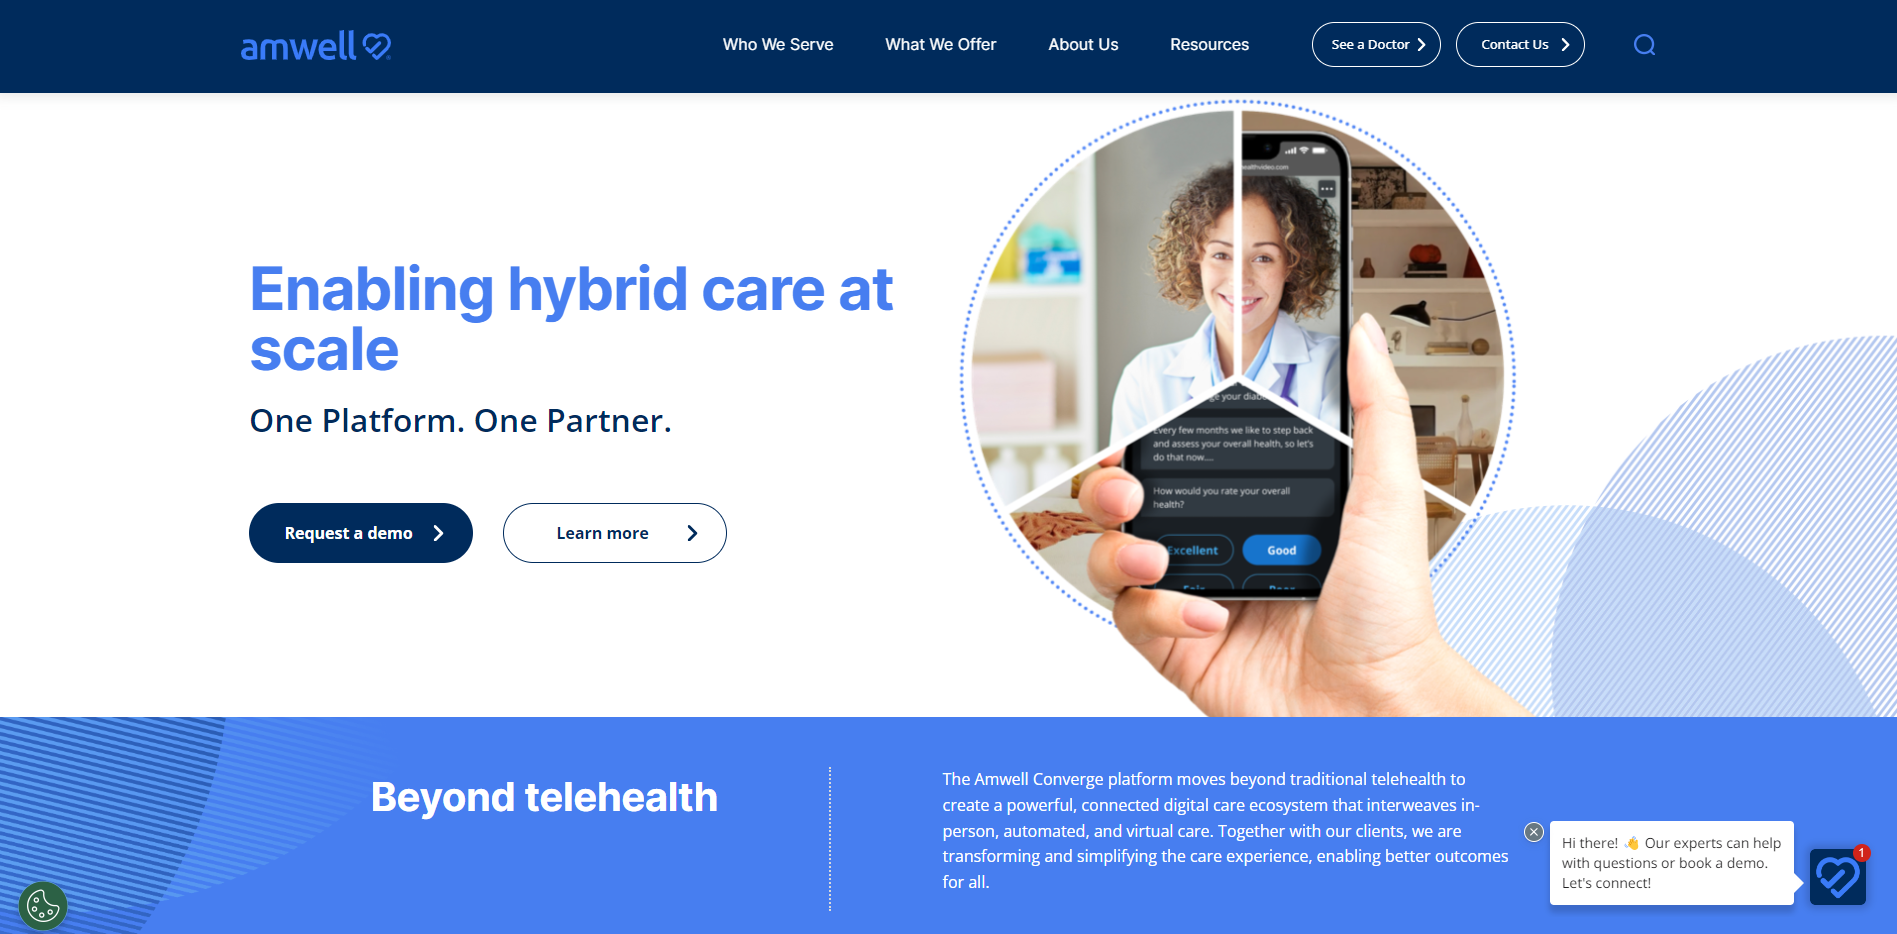 amwell
Who We Serve
What We Offer
About Us
Resources
See a Doctor
Contact Us
Enabling hybrid care at
scale
One Platform. One Partner.
Request a demo
Learn more
your diab
Every few months we like to step back
and assess your overall health, so let's
do that now....
How would you rate your overall
health?
Excellent
Good
Fair
Poor
Beyond telehealth
The Amwell Converge platform moves beyond traditional telehealth to
create a powerful, connected digital care ecosystem that interweaves in-
person, automated, and virtual care. Together with our clients, we are
transforming and simplifying the care experience, enabling better outcomes
for all.
Hi there! 👋 Our experts can help
with questions or book a demo.
Let's connect!
1